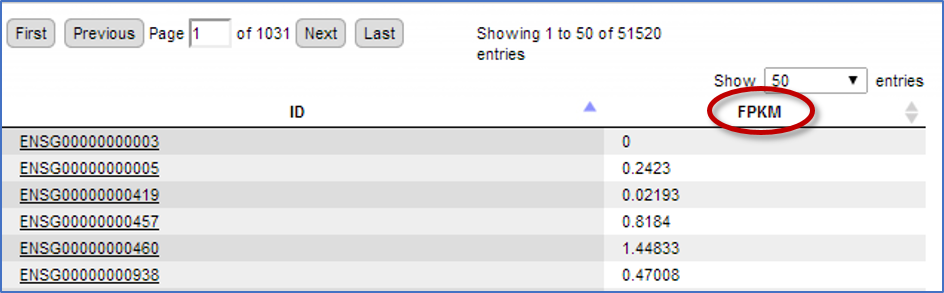 First Previous Page 1 of 1031 Next Last Showing 1 to 50 of 51520
entries
Show 50 entries
ID FPKM
ENSG00000000003 0
ENSG00000000005 0.2423
ENSG00000000419 0.02193
ENSG00000000457 0.8184
ENSG00000000460 1.44833
ENSG00000000938 0.47008